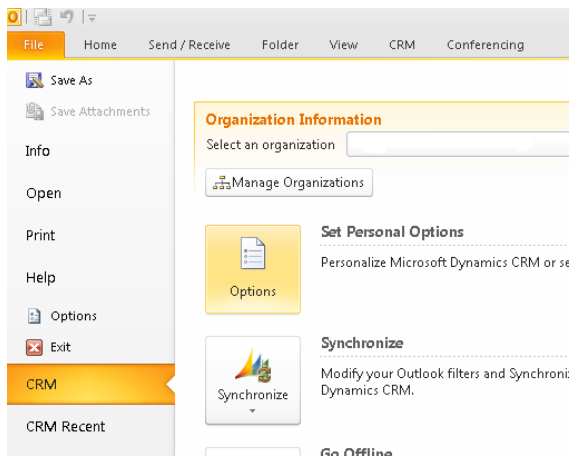 File Home Send / Receive Folder View CRM Conferencing
Save As
Save Attachments
Info
Open
Print
Help
Options
Exit
CRM
CRM Recent
Organization Information
Select an organization
Manage Organizations
Options
Set Personal Options
Personalize Microsoft Dynamics CRM or se
Synchronize
Synchronize
Modify your Outlook filters and Synchroni
Dynamics CRM.
Go Offline